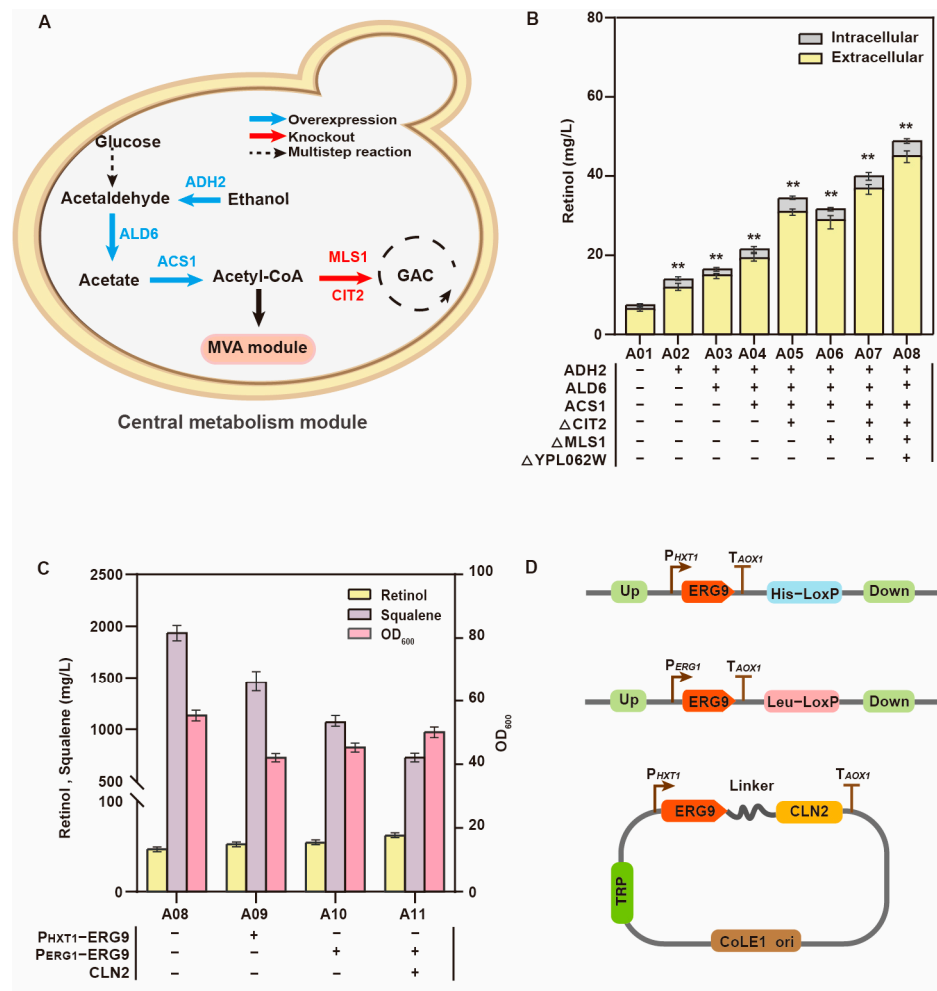 A
Overexpression
Knockout
Multistep reaction
Glucose
ADH2
Acetaldehyde
Ethanol
ALD6
ACS1
MLS1
Acetate
Acetyl-CoA
GAC
CIT2
MVA module
Central metabolism module
B
80
60
40
20
0
Retinol (mg/L)
Intracellular
Extracellular
**
**
**
**
**
**
**
A01 A02 A03 A04 A05 A06 A07 A08
ADH2 − + + + + + + +
ALD6 − − + + + + + +
ACS1 − − − + + + + +
△CIT2 − − − − + − + +
△MLS1 − − − − − + + +
△YPL062W − − − − − − − +
C
2500
2000
1500
1000
500
100
0
Retinol , Squalene (mg/L)
Retinol
Squalene
OD600
100
80
60
40
20
0
OD600
A08 A09 A10 A11
PHXT1−ERG9 − + − −
PERG1−ERG9 − − + +
CLN2 − − − +
D
PHXT1 TAOX1
Up ERG9 His−LoxP Down
PERG1 TAOX1
Up ERG9 Leu−LoxP Down
PHXT1 Linker TAOX1
ERG9 CLN2
TRP
CoLE1 ori